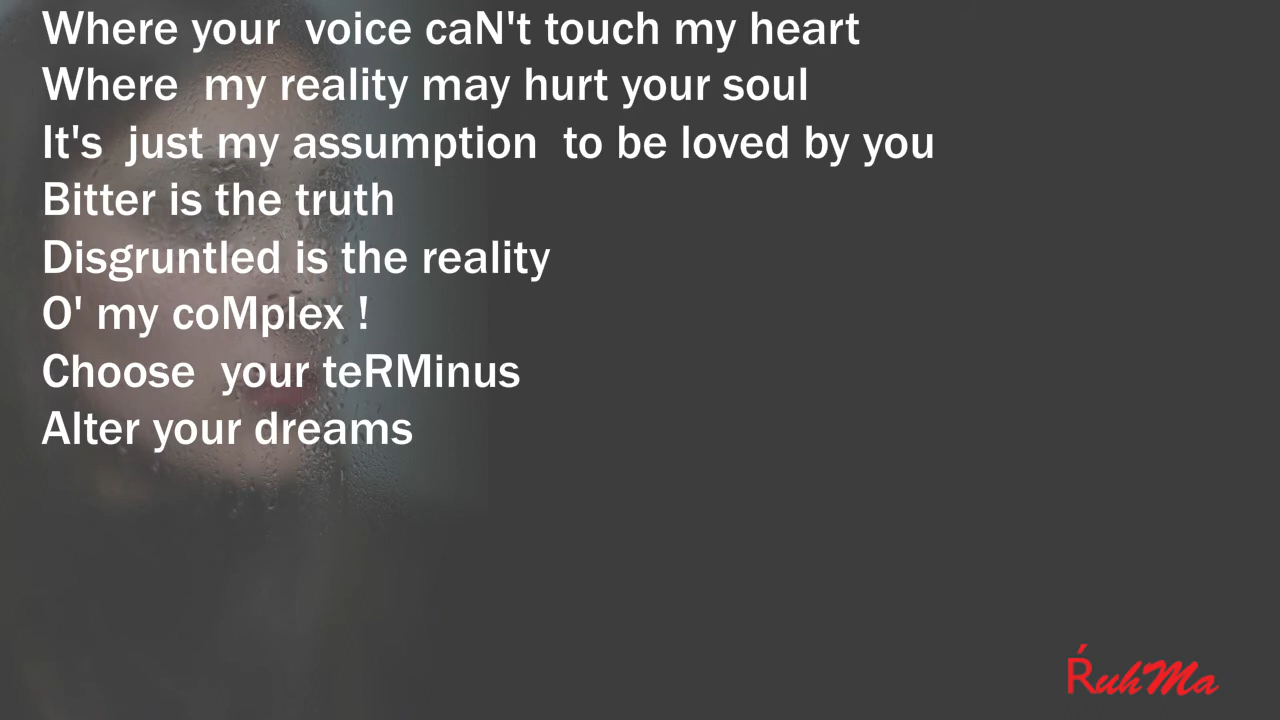 Where your  voice caN't touch my heart
Where  my reality may hurt your soul
It's  just my assumption  to be loved by you
Bitter is the truth
Disgruntled is the reality
O' my coMplex !
Choose  your teRMinus
Alter your dreams
ŔuhMa